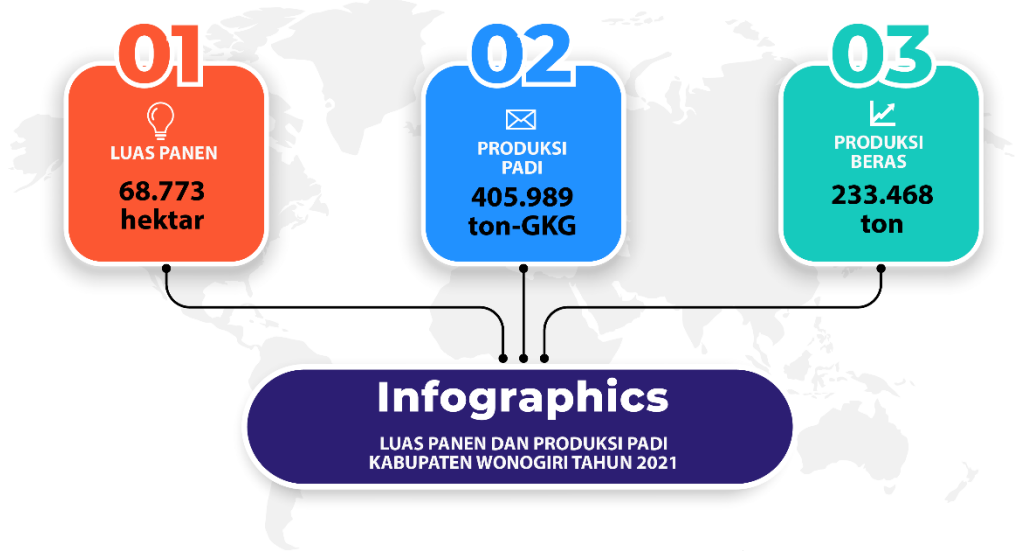 01
LUAS PANEN
68.773
hektar
02
PRODUKSI
PADI
405.989
ton-GKG
03
PRODUKSI
BERAS
233.468
ton
Infographics
LUAS PANEN DAN PRODUKSI PADI
KABUPATEN WONOGIRI TAHUN 2021